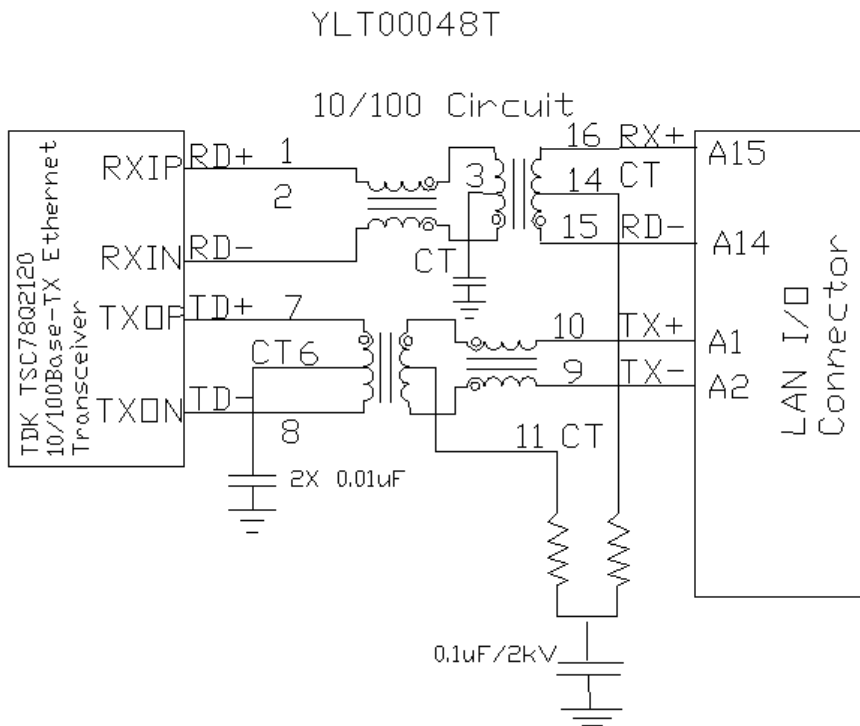 YLT00048T
10/100 Circuit
TDK TSC78Q2120
10/100Base-TX Ethernet
Transceiver
RXIP
RD+
1
2
RXIN
RD-
TXOP
TD+
7
CT6
TXON
TD-
8
3
CT
16
RX+
14
CT
15
RD-
10
TX+
9
TX-
11 CT
A15
A14
A1
A2
LAN I/O
Connector
2X 0.01uF
0.1uF/2kV